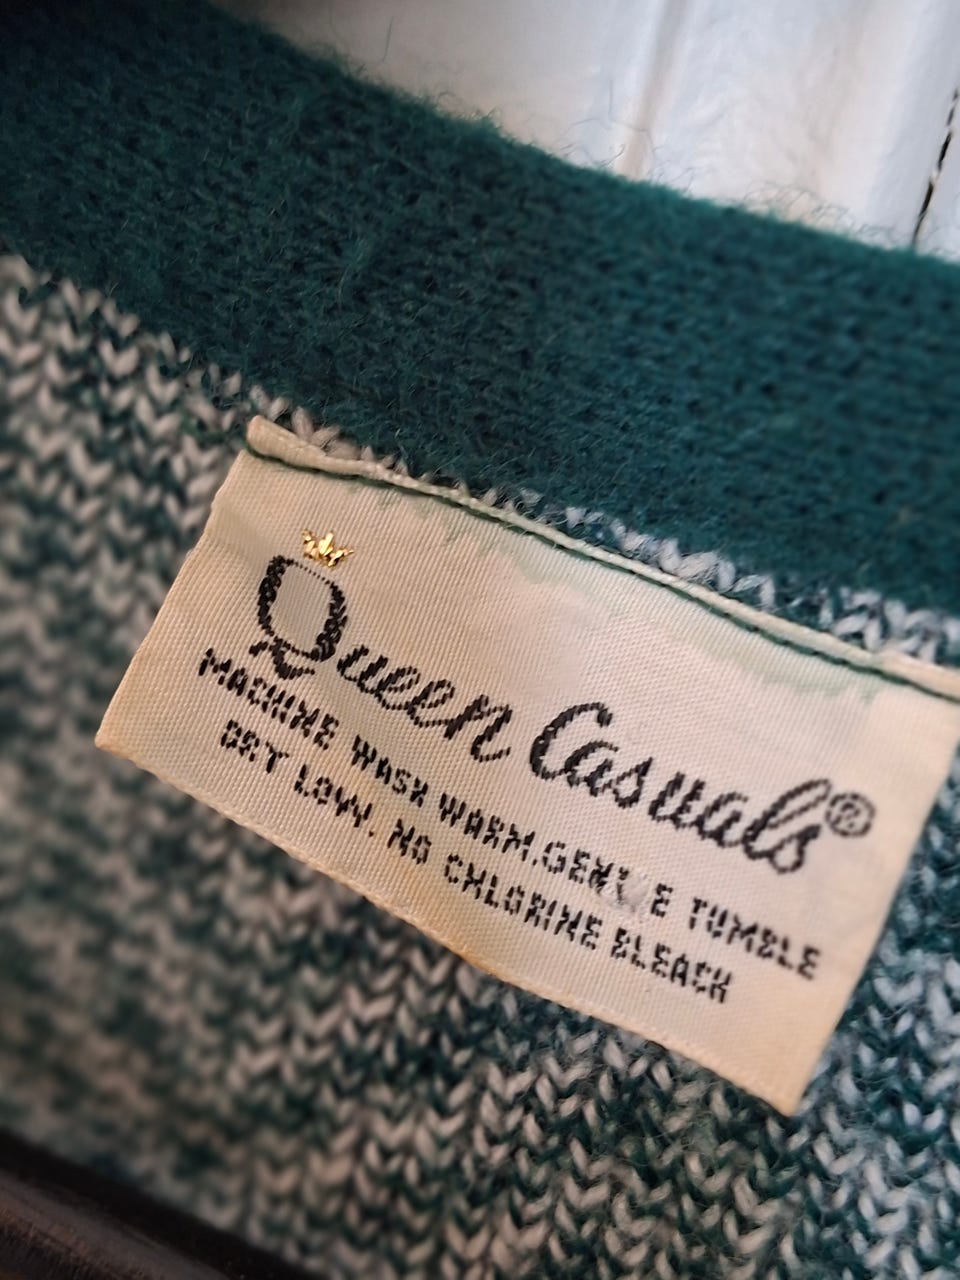 Queen Casuals®
MACHINE WASH WARM.GENTLE TUMBLE
DRY LOW. NO CHLORINE BLEACH